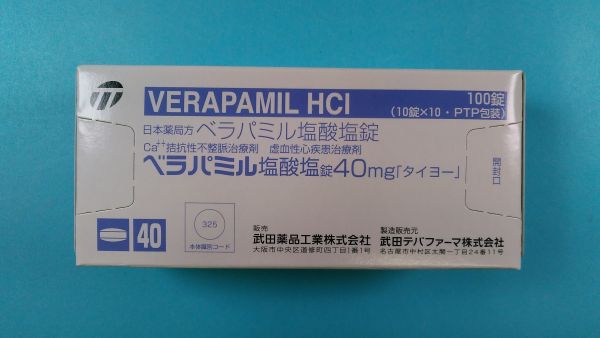 VERAPAMIL HCl
100錠
(10錠×10・PTP包装)
日本薬局方 ベラパミル塩酸塩錠
Ca++拮抗性不整脈治療剤 虚血性心疾患治療剤
ベラパミル塩酸塩錠40mg「タイヨー」
開封口
40
325
本体識別コード
販売
武田薬品工業株式会社
大阪市中央区道修町四丁目1番1号
製造販売元
武田テバファーマ株式会社
名古屋市中村区太閤一丁目24番11号